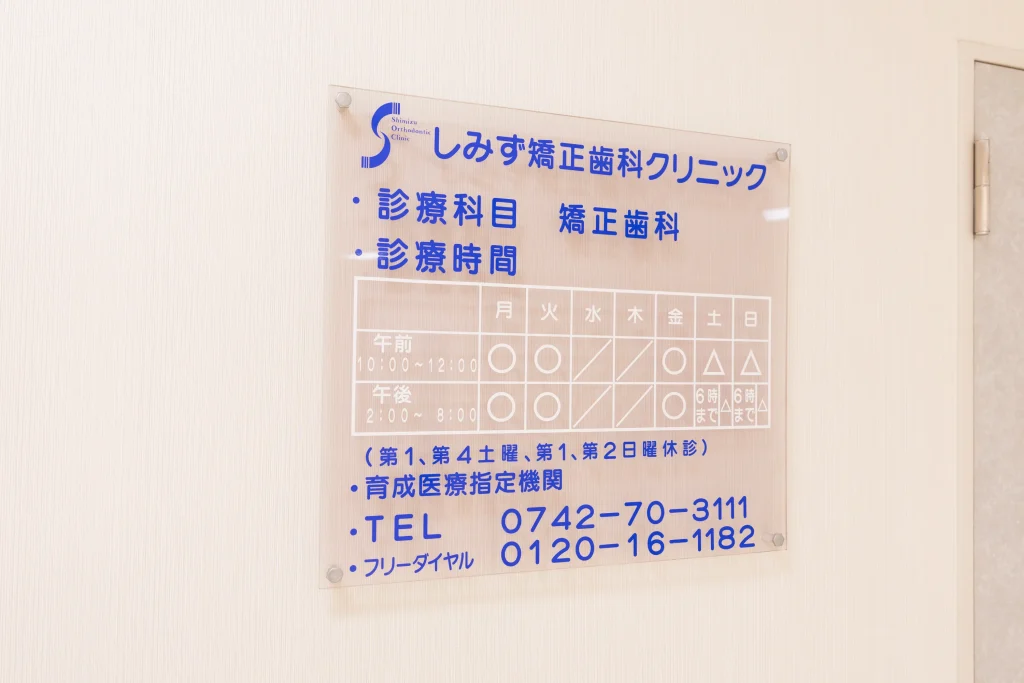 Shimizu
Orthodontic
Clinic
しみず矯正歯科クリニック
・診療科目　矯正歯科
・診療時間
月 火 水 木 金 土 日
午前
10:00~12:00 ○ ○ ／ ／ ○ △ △
午後
2:00~ 8:00 ○ ○ ／ ／ ○ 6時まで △ 6時まで △
(第1、第4土曜、第1、第2日曜休診)
・育成医療指定機関
・TEL 0742-70-3111
・フリーダイヤル 0120-16-1182